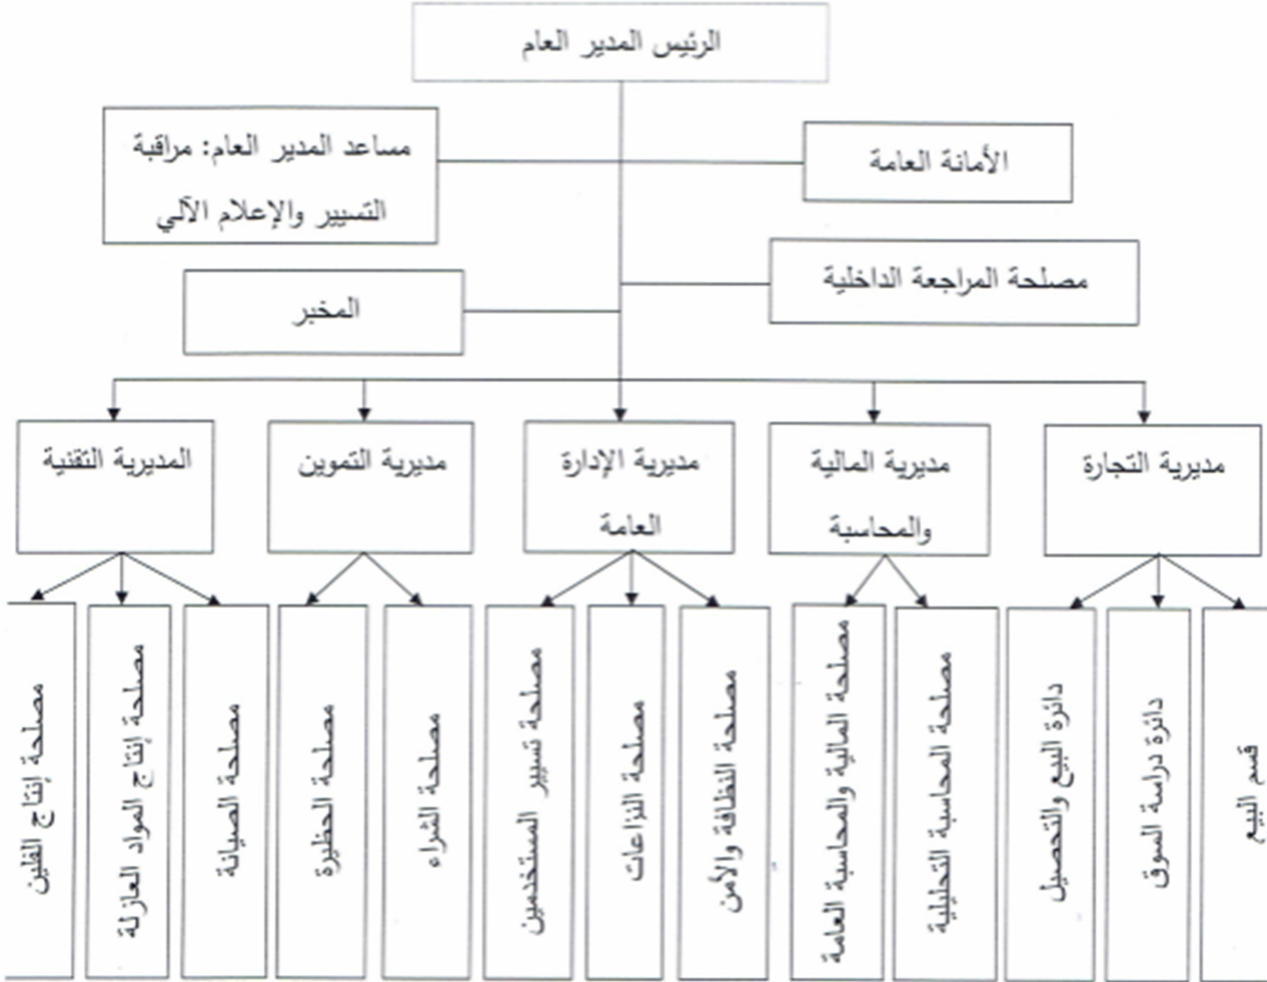 الرئيس المدير العام
الأمانة العامة
مساعد المدير العام: مراقبة
التسيير والإعلام الآلي
مصلحة المراجعة الداخلية
المخبر
مديرية التجارة
مديرية المالية
والمحاسبة
مديرية الإدارة
العامة
مديرية التموين
المديرية التقنية
قسم البيع
دائرة دراسة السوق
دائرة البيع والتحصيل
مصلحة المحاسبة التحليلية
مصلحة المالية والمحاسبة العامة
مصلحة النظافة والأمن
مصلحة النزاعات
مصلحة تسيير المستخدمين
مصلحة الشراء
مصلحة الحظيرة
مصلحة الصيانة
مصلحة إنتاج المواد العازلة
مصلحة إنتاج الفلين